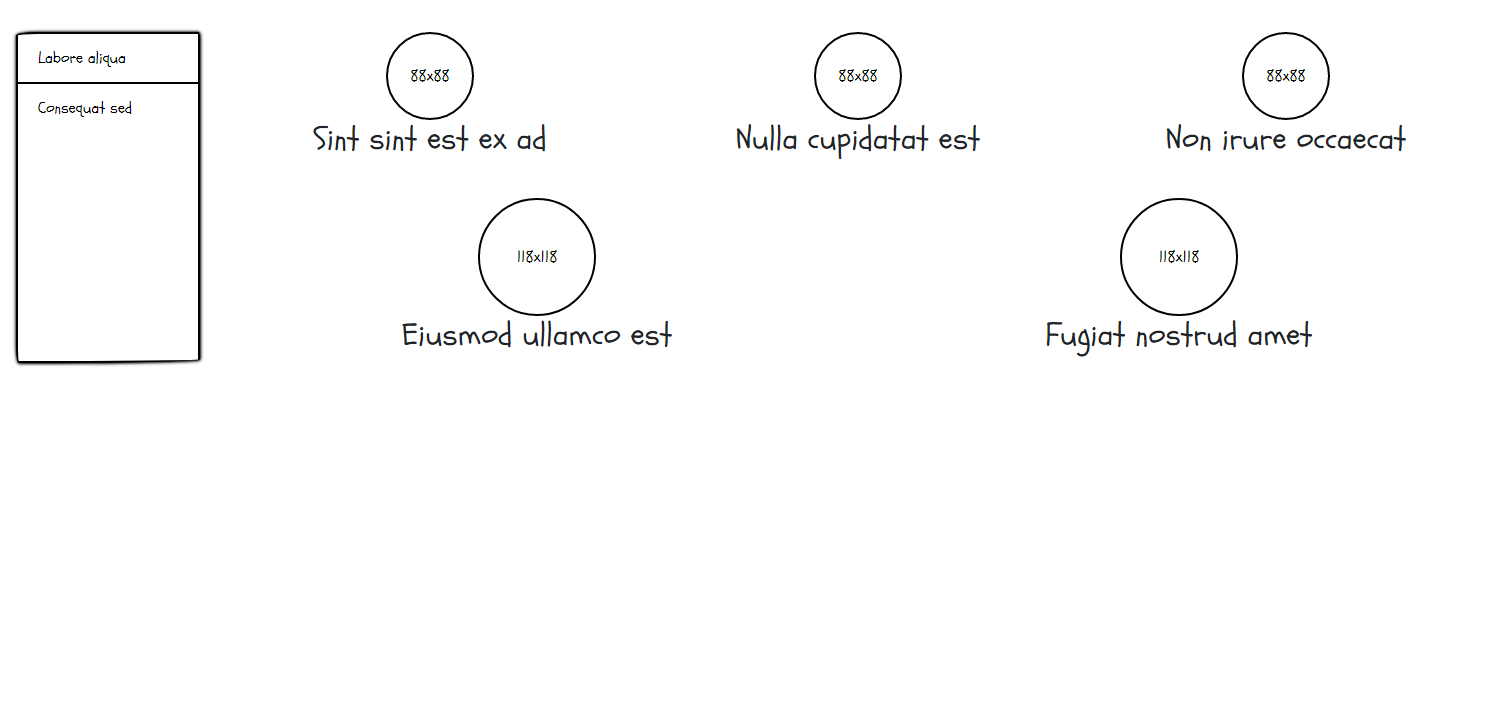 Labore aliqua
Consequat sed
88x88
88x88
88x88
Sint sint est ex ad
Nulla cupidatat est
Non irure occaecat
118x118
118x118
Eiusmod ullamco est
Fugiat nostrud amet